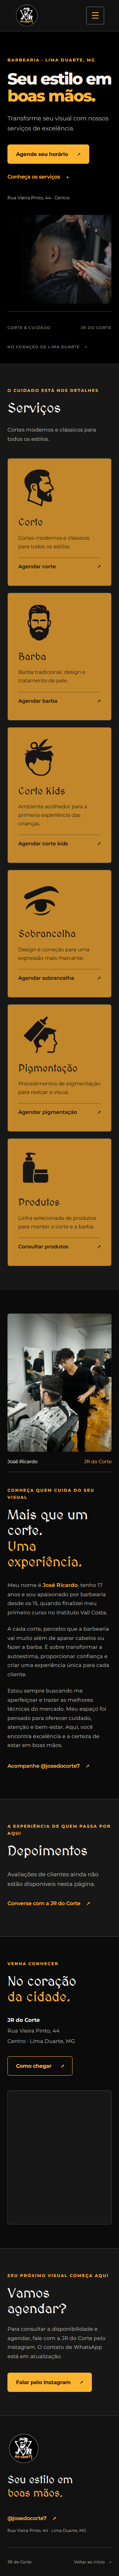 BARBEARIA · LIMA DUARTE, MG
Seu estilo em
boas mãos.
Transforme seu visual com nossos
serviços de excelência.
Agende seu horário ↗
Conheça os serviços
Rua Vieira Pinto, 44 · Centro
CORTE & CUIDADO
JR DO CORTE
NO CORAÇÃO DE LIMA DUARTE ↗
O CUIDADO ESTÁ NOS DETALHES
Serviços
Cortes modernos e clássicos para
todos os estilos.
Corte
Cortes modernos e clássicos
para todos os estilos.
Agendar corte ↗
Barba
Barba tradicional, design e
tratamento de pele.
Agendar barba ↗
Corte Kids
Ambiente acolhedor para a
primeira experiência das
crianças.
Agendar corte kids ↗
Sobrancelha
Design e correção para uma
expressão mais marcante.
Agendar sobrancelha ↗
Pigmentação
Procedimentos de pigmentação
para realçar o visual.
Agendar pigmentação ↗
Produtos
Linha selecionada de produtos
para manter o corte e a barba.
Consultar produtos ↗
José Ricardo
JR do Corte
CONHEÇA QUEM CUIDA DO SEU
VISUAL
Mais que um
corte.
Uma
experiência.
Meu nome é José Ricardo, tenho 17
anos e sou apaixonado por barbearia
desde os 15, quando finalizei meu
primeiro curso no Instituto Vall Costa.
A cada corte, percebo que a barbearia
vai muito além de aparar cabelos ou
fazer a barba. É sobre transformar a
autoestima, proporcionar confiança e
criar uma experiência única para cada
cliente.
Estou sempre buscando me
aperfeiçoar e trazer as melhores
técnicas do mercado. Meu espaço foi
pensado para oferecer cuidado,
atenção e bem-estar. Aqui, você
encontra excelência e a certeza de
estar em boas mãos.
Acompanhe @josedocorte7 ↗
A EXPERIÊNCIA DE QUEM PASSA POR
AQUI
Depoimentos
Avaliações de clientes ainda não
estão disponíveis nesta página.
Converse com a JR do Corte ↗
VENHA CONHECER
No coração
da cidade.
JR do Corte
Rua Vieira Pinto, 44
Centro · Lima Duarte, MG
Como chegar ↗
SEU PRÓXIMO VISUAL COMEÇA AQUI
Vamos
agendar?
Para consultar a disponibilidade e
agendar, fale com a JR do Corte pelo
Instagram. O contato de WhatsApp
está em atualização.
Falar pelo Instagram ↗
Seu estilo em
boas mãos.
@josedocorte7 ↗
Rua Vieira Pinto, 44 · Lima Duarte, MG
JR do Corte
Voltar ao início